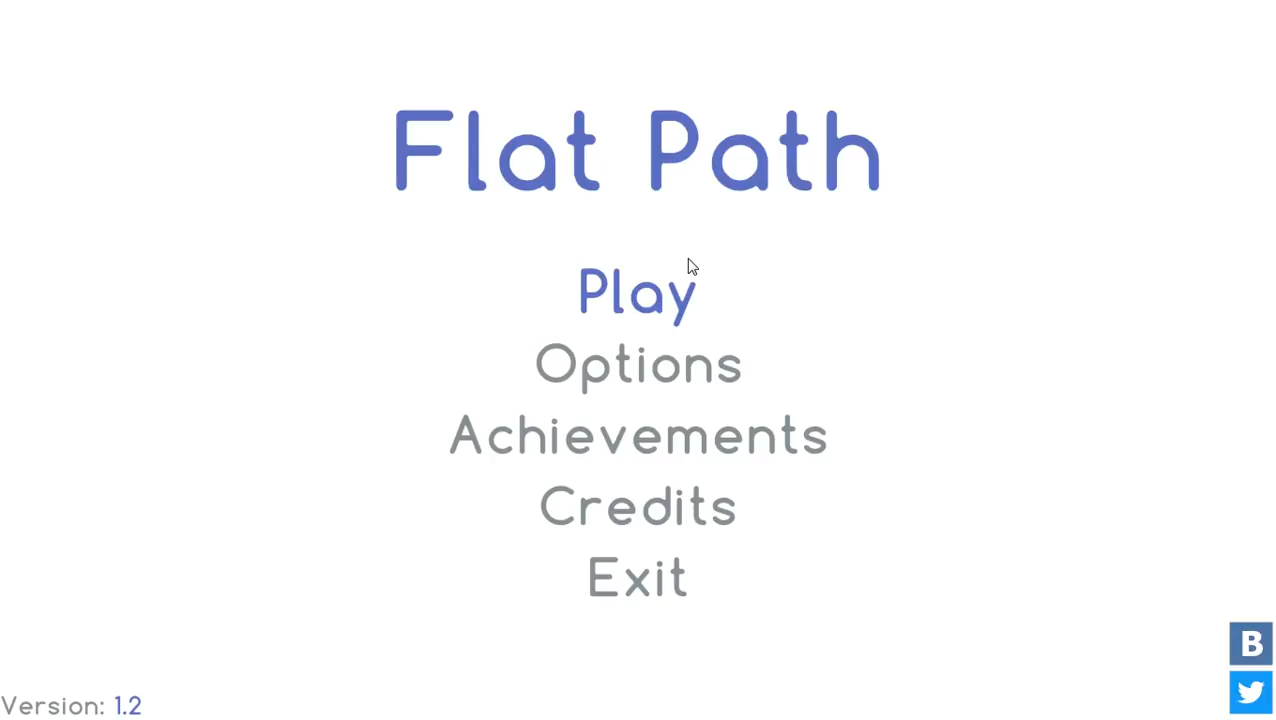 Flat Path
Play
Options
Achievements
Credits
Exit
B
Version: 1.2